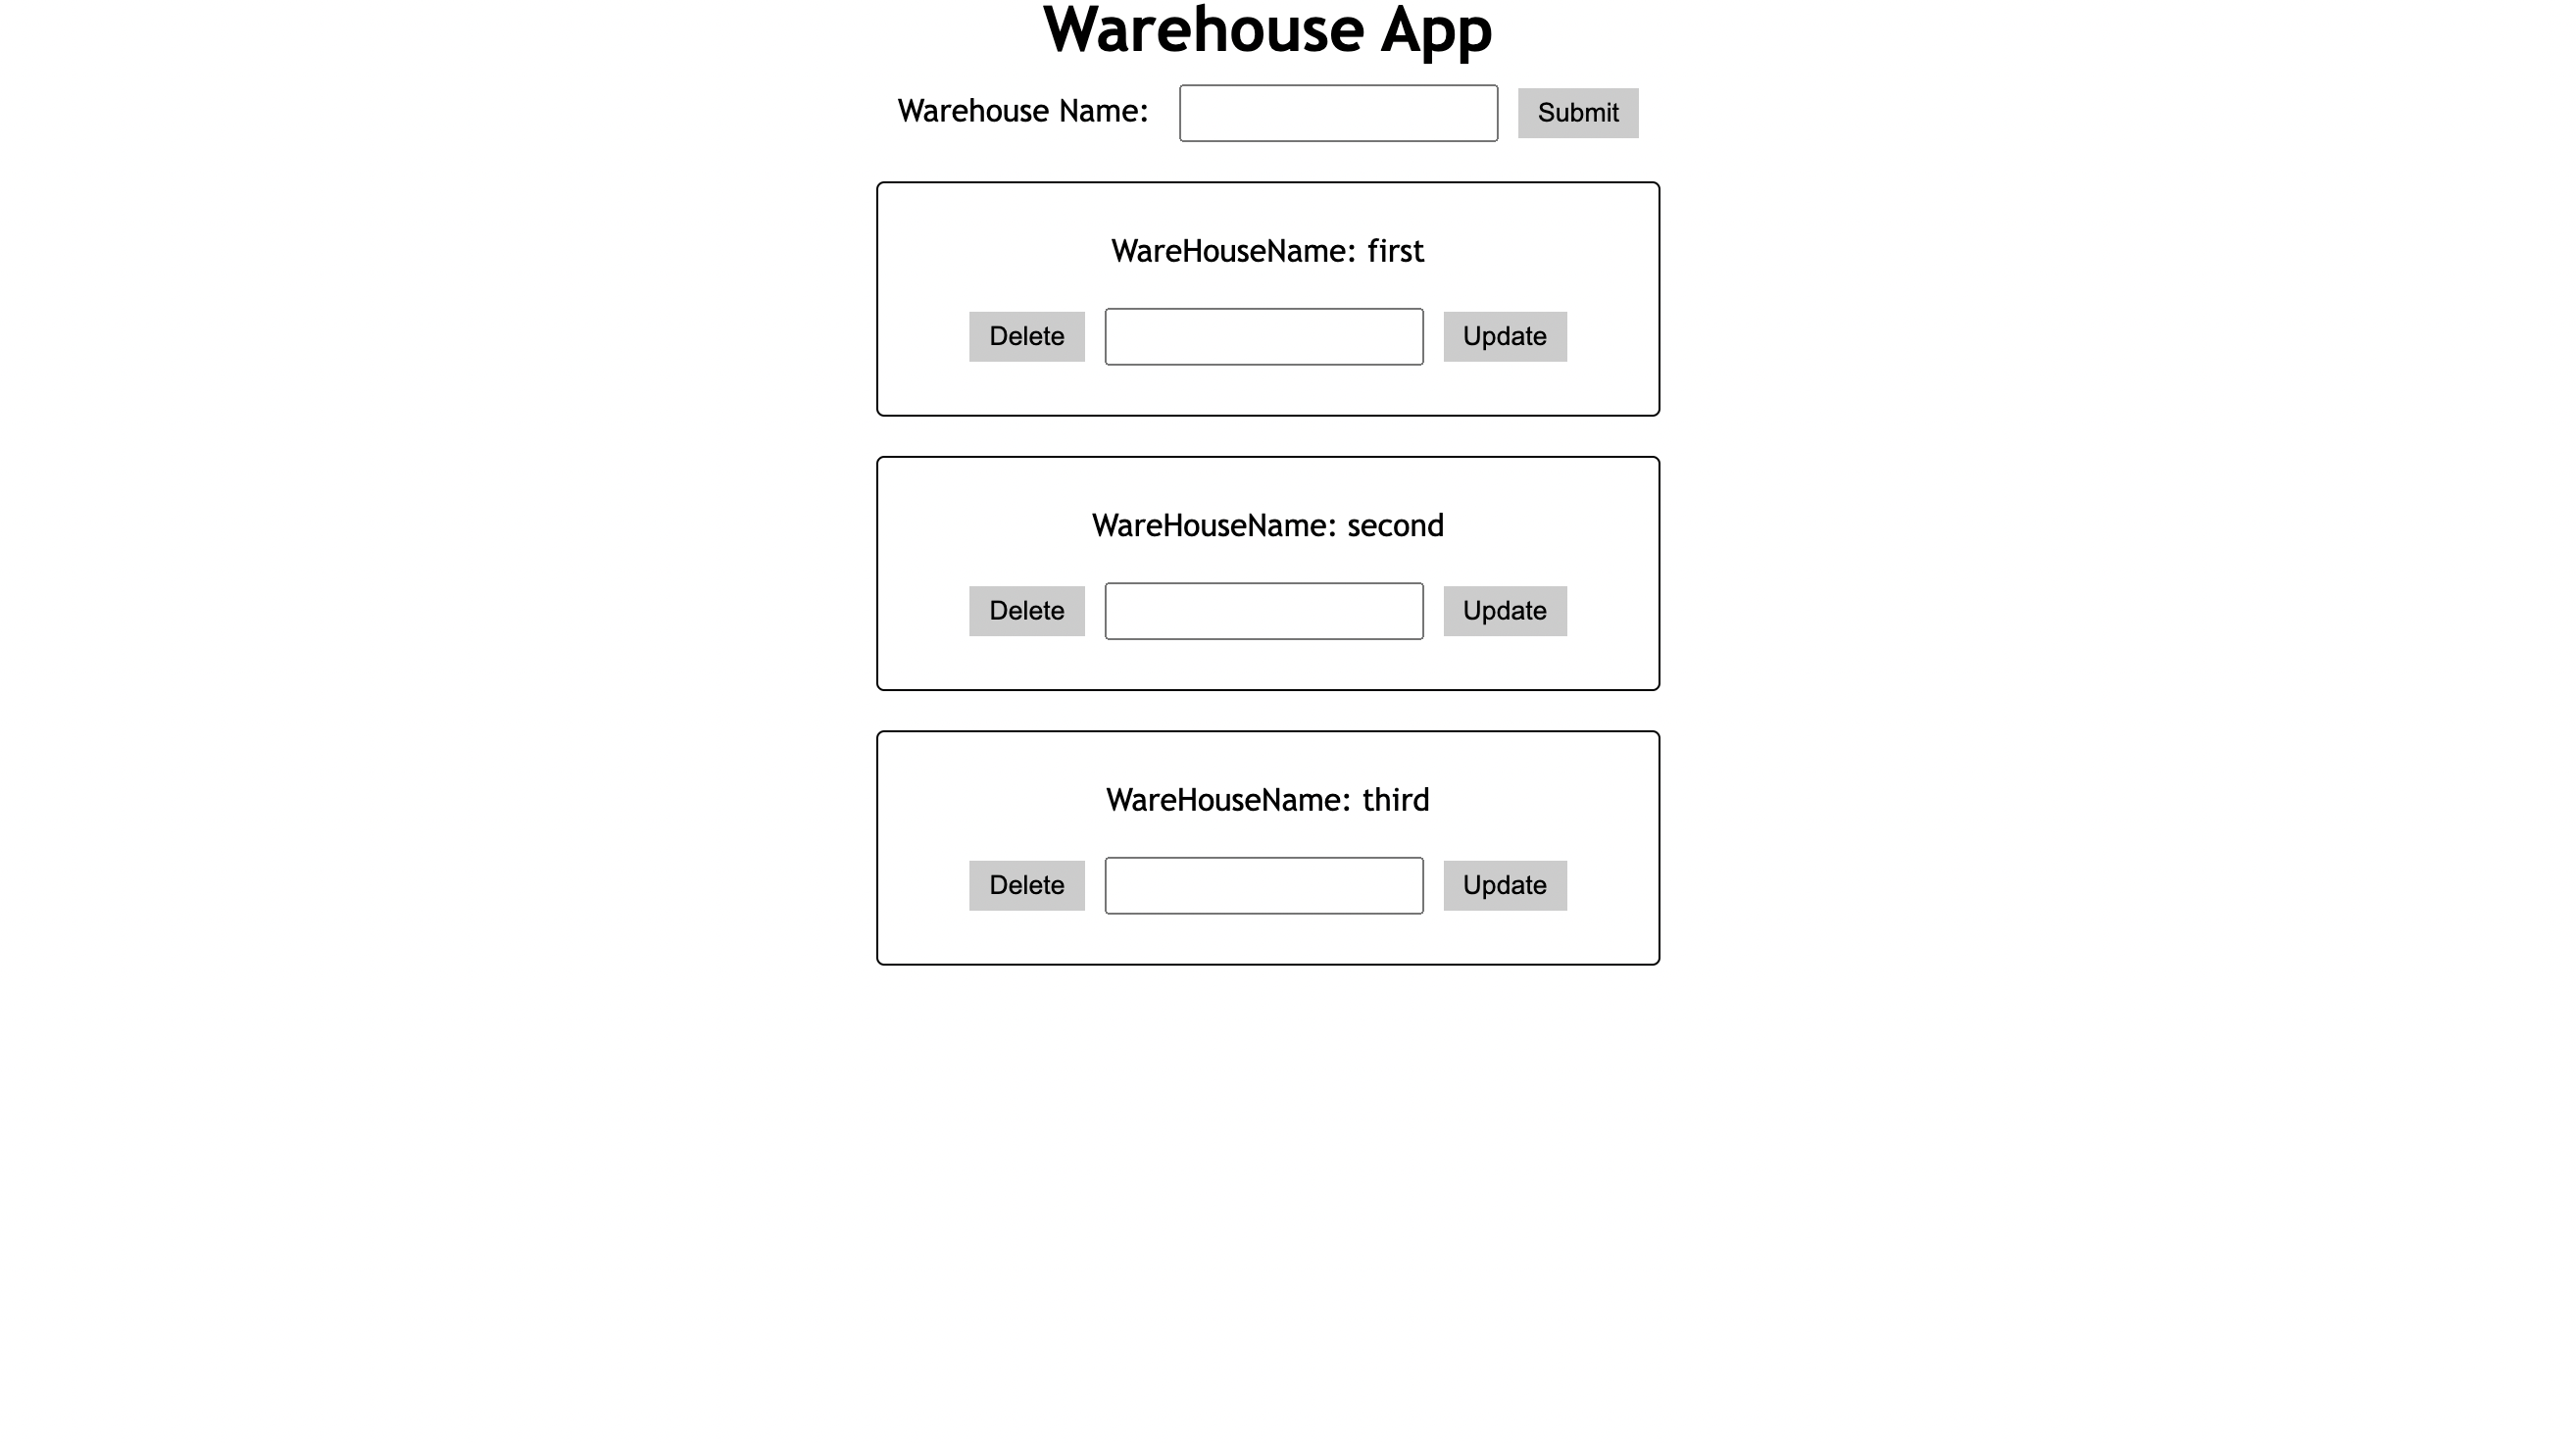 Warehouse App
Warehouse Name: Submit
WareHouseName: first
Delete Update
WareHouseName: second
Delete Update
WareHouseName: third
Delete Update